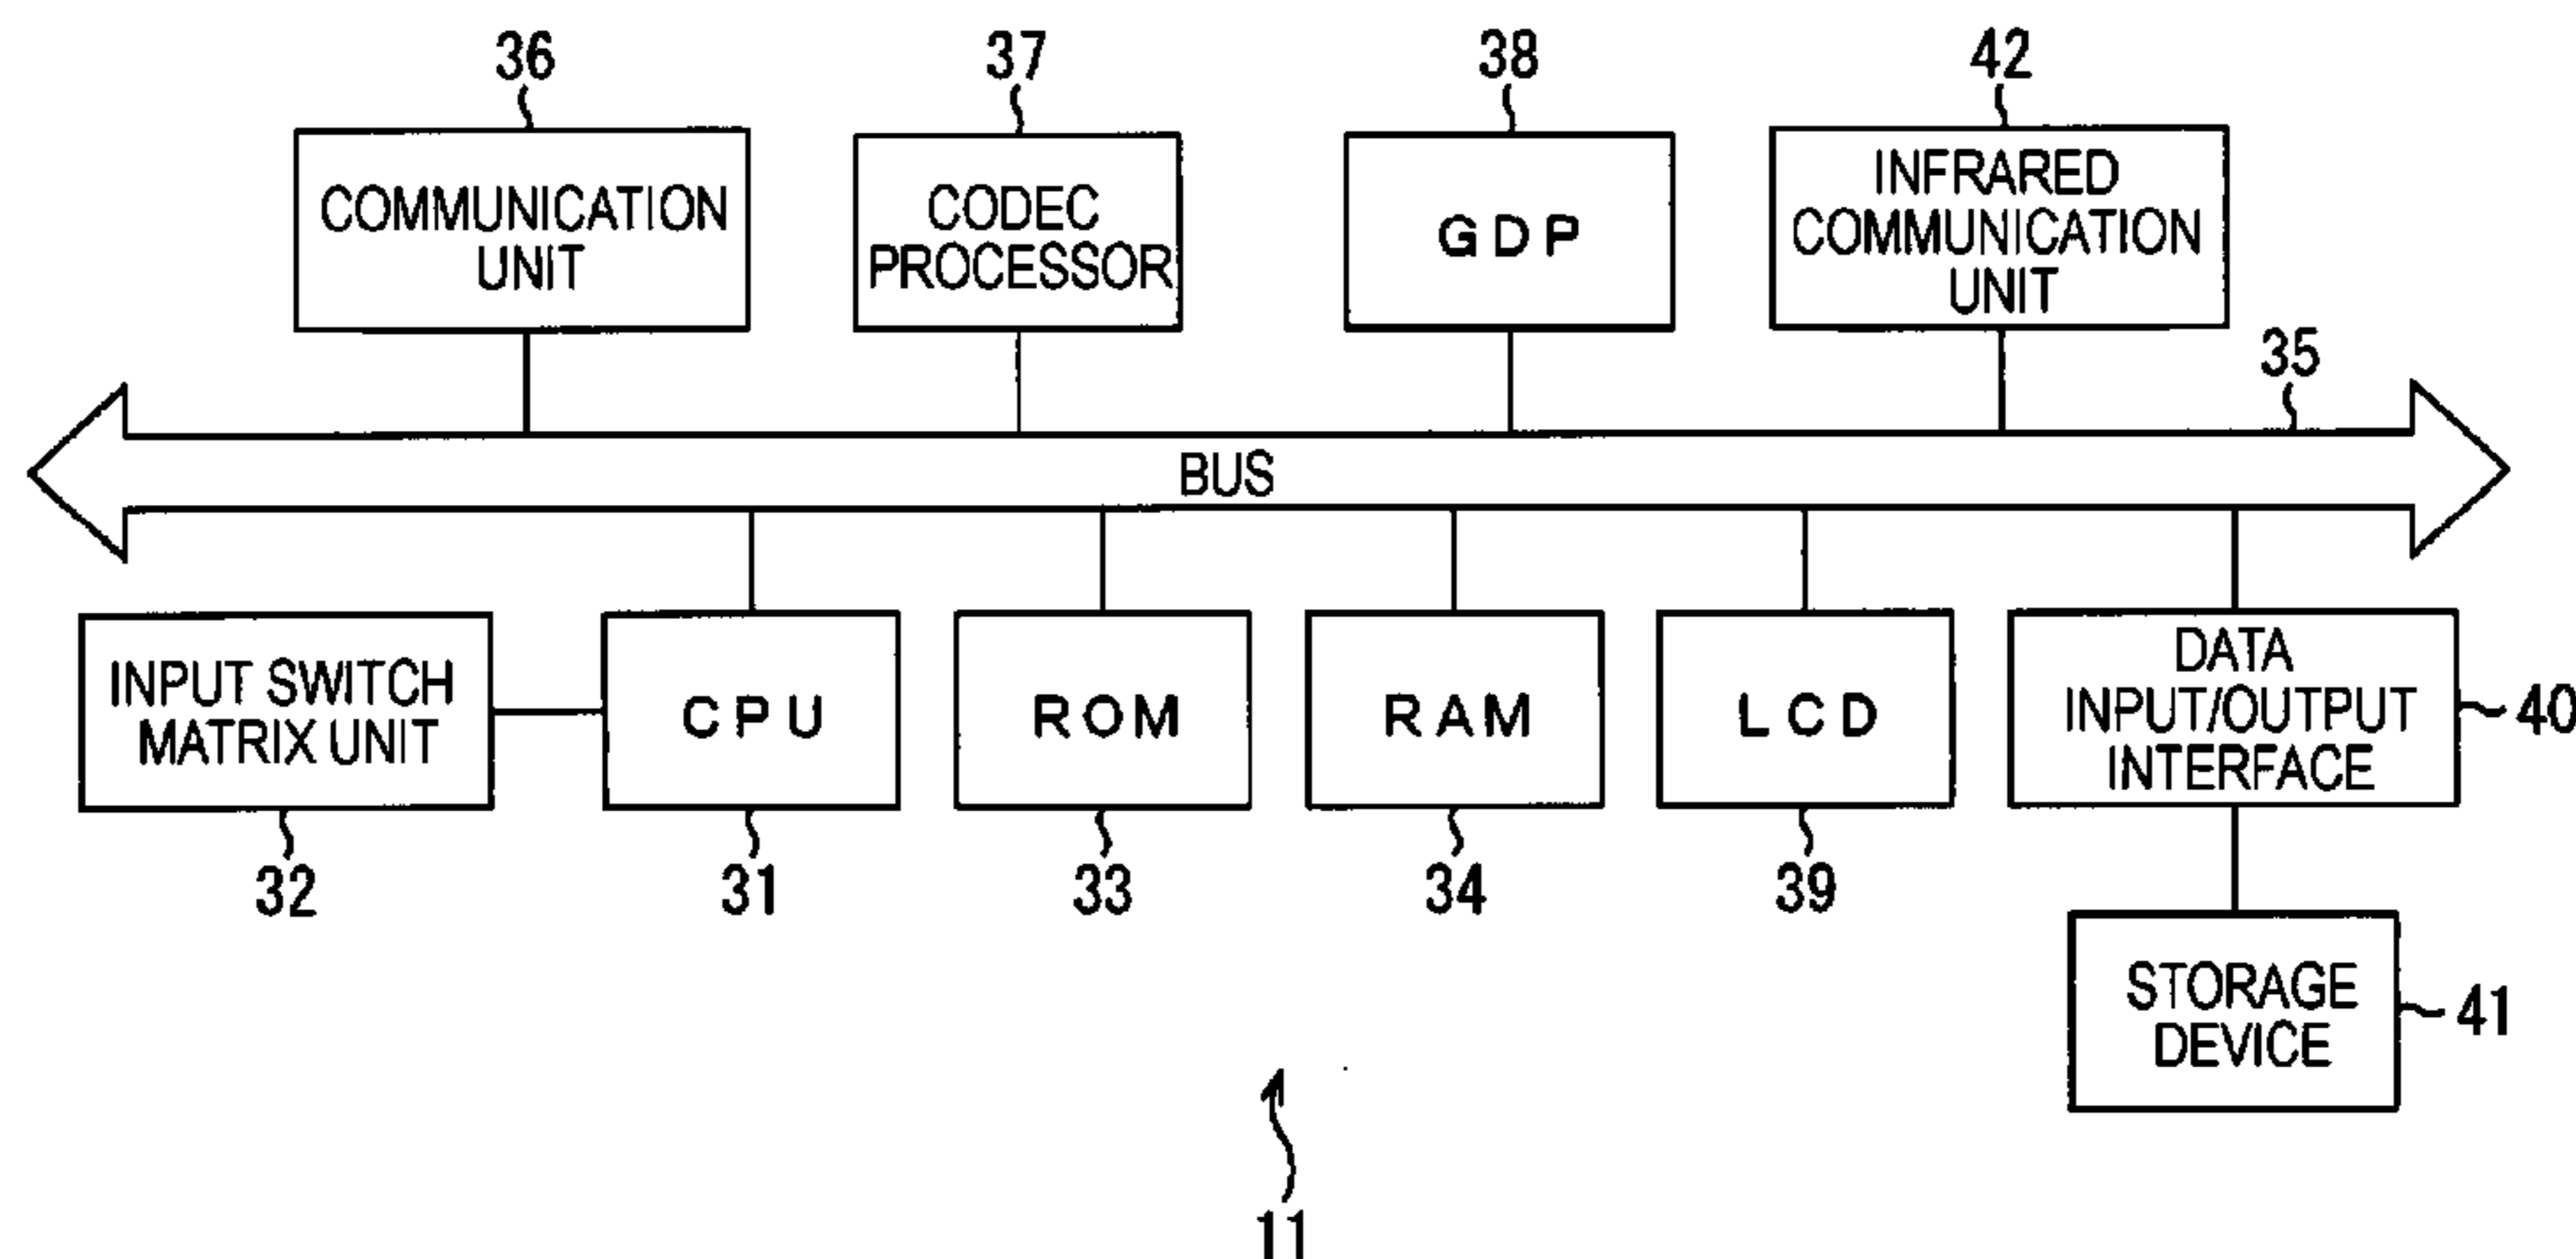 36
37
38
42
COMMUNICATION
UNIT
CODEC
PROCESSOR
GDP
INFRARED
COMMUNICATION
UNIT
35
BUS
INPUT SWITCH
MATRIX UNIT
CPU
ROM
RAM
LCD
DATA
INPUT/OUTPUT
INTERFACE
40
32
31
33
34
39
STORAGE
DEVICE
41
11